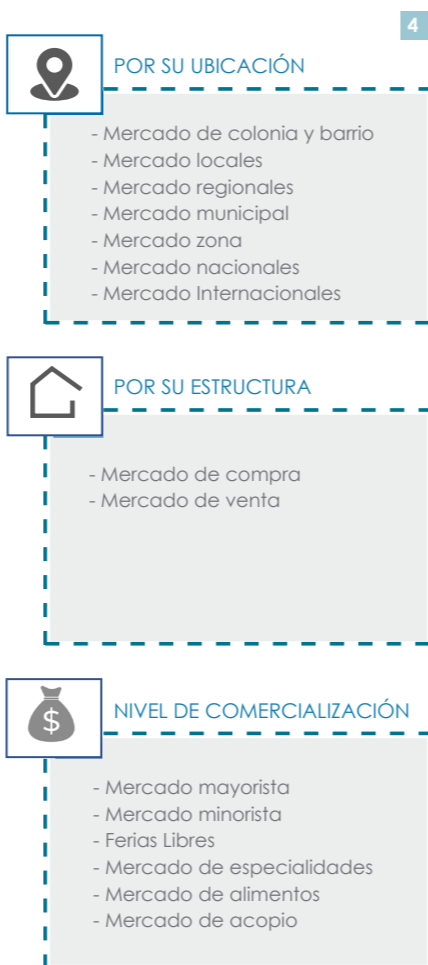 4
POR SU UBICACIÓN
- Mercado de colonia y barrio
- Mercado locales
- Mercado regionales
- Mercado municipal
- Mercado zona
- Mercado nacionales
- Mercado Internacionales
POR SU ESTRUCTURA
- Mercado de compra
- Mercado de venta
$
NIVEL DE COMERCIALIZACIÓN
- Mercado mayorista
- Mercado minorista
- Ferias Libres
- Mercado de especialidades
- Mercado de alimentos
- Mercado de acopio